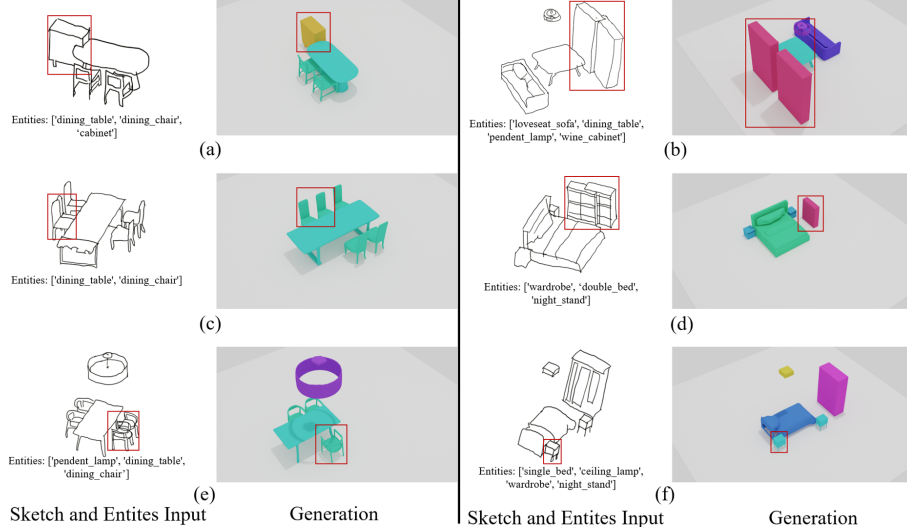 Entities: ['dining_table', 'dining_chair',
‘cabinet']
(a)
Entities: ['loveseat_sofa', 'dining_table',
'pendent_lamp', 'wine_cabinet']
(b)
Entities: ['dining_table', 'dining_chair']
(c)
Entities: ['wardrobe', ‘double_bed',
'night_stand']
(d)
Entities: ['pendent_lamp', 'dining_table',
'dining_chair’]
(e)
Entities: ['single_bed', 'ceiling_lamp',
'wardrobe', 'night_stand']
(f)
Sketch and Entites Input
Generation
Sketch and Entites Input
Generation